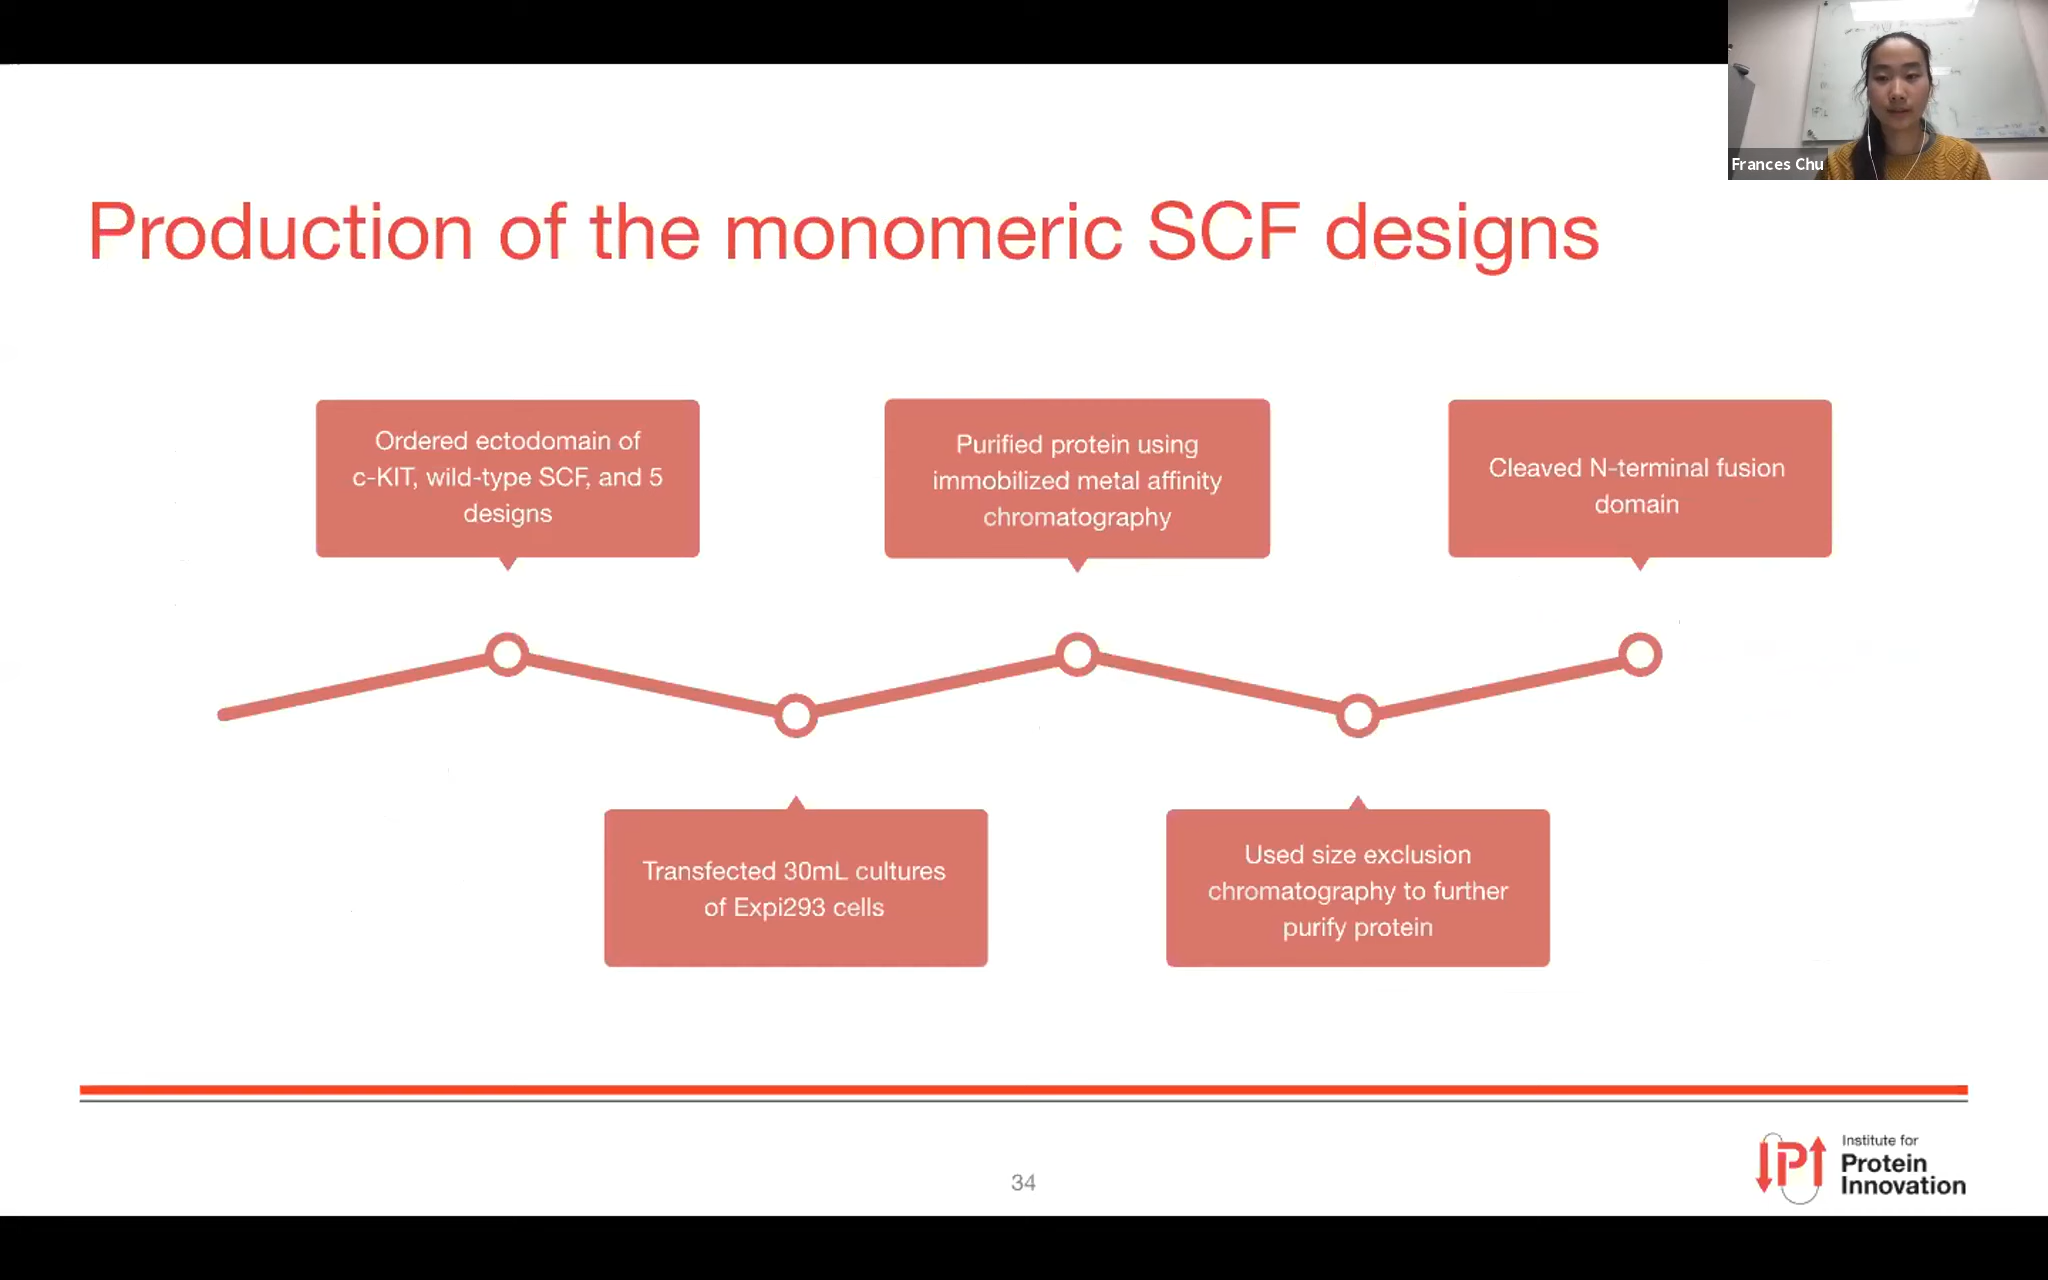 Frances Chu
Production of the monomeric SCF designs
Ordered ectodomain of
c-KIT, wild-type SCF, and 5
designs
Purified protein using
immobilized metal affinity
chromatography
Cleaved N-terminal fusion
domain
Transfected 30mL cultures
of Expi293 cells
Used size exclusion
chromatography to further
purify protein
34
IPI
Institute for
Protein
Innovation